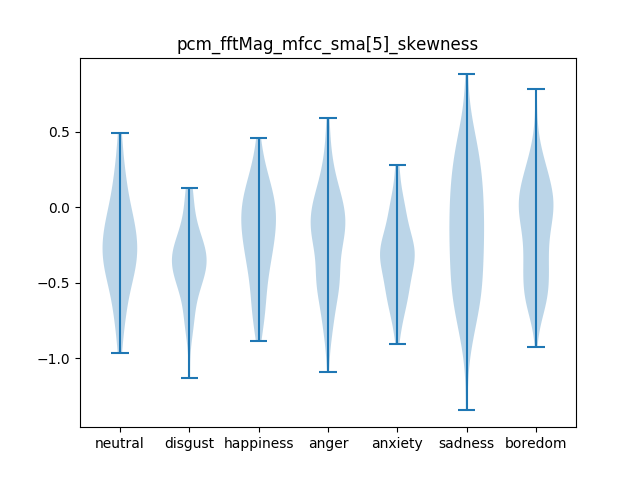 pcm_fftMag_mfcc_sma[5]_skewness
0.5
0.0
−0.5
−1.0
neutral disgust happiness anger anxiety sadness boredom